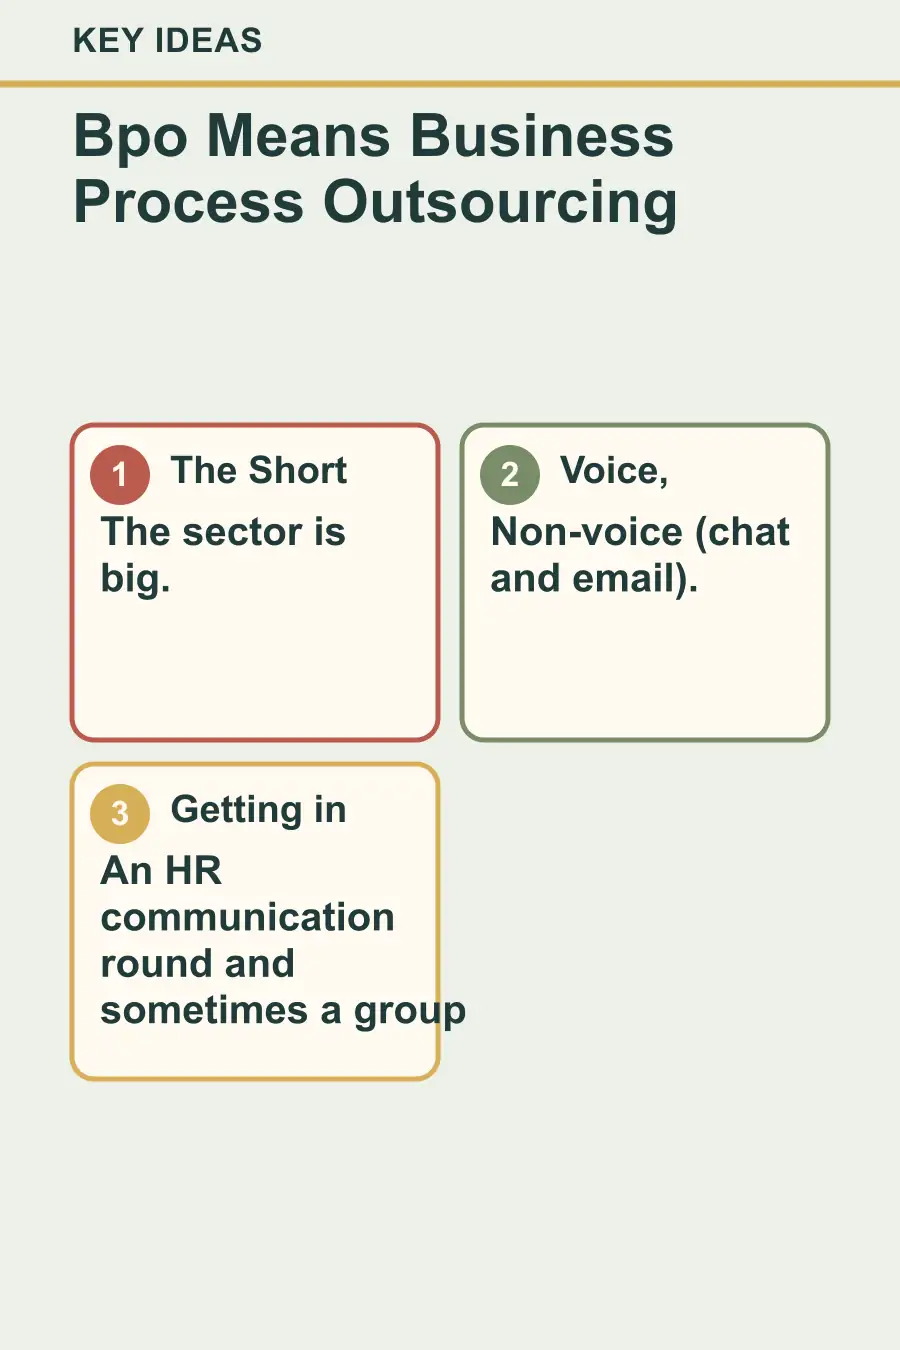 KEY IDEAS
Bpo Means Business
Process Outsourcing
1 The Short
The sector is
big.
2 Voice,
Non-voice (chat
and email).
3 Getting in
An HR
communication
round and
sometimes a group